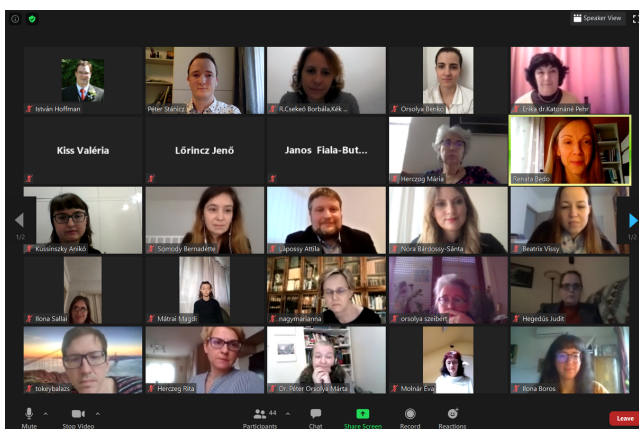 Speaker View
István Hoffman
Péter Stánicz
R.Csekeő Borbála,Kék ...
Orsolya Benkő
Erika dr.Katonáné Pehr
Kiss Valéria
Lőrincz Jenő
Janos Fiala-But...
Herczog Mária
Renata Bedo
1/2
1/2
Kussinszky Anikó
Somody Bernadette
Lápossy Attila
Nóra Bárdossy-Sánta
Beatrix Vissy
Ilona Sallai
Mátrai Magdi
nagymarianna
orsolya szeibert
Hegedüs Judit
tokeybalazs
Herczeg Rita
Dr. Péter Orsolya Márta
Molnár Éva
Ilona Boros
44
Mute
Stop Video
Participants
Chat
Share Screen
Record
Reactions
Leave